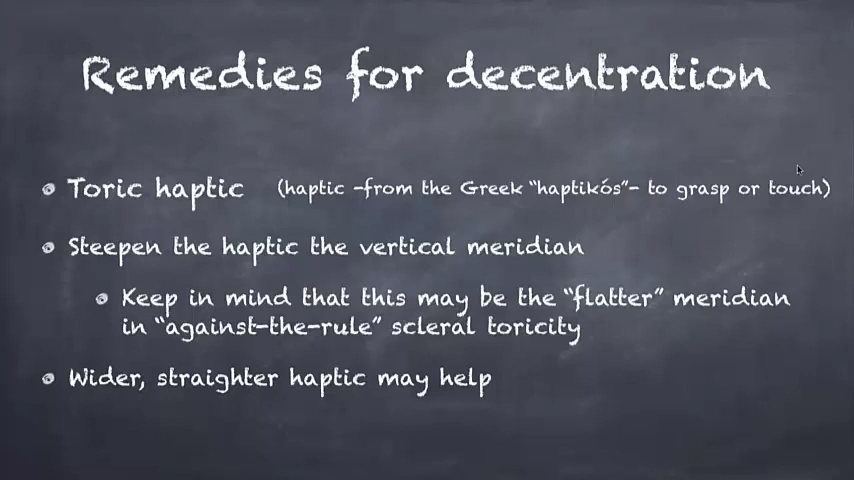 Remedies for decentration
Toric haptic (haptic -from the Greek "haptikós"- to grasp or touch)
Steepen the haptic the vertical meridian
Keep in mind that this may be the "flatter" meridian
in "against-the-rule" scleral toricity
Wider, straighter haptic may help